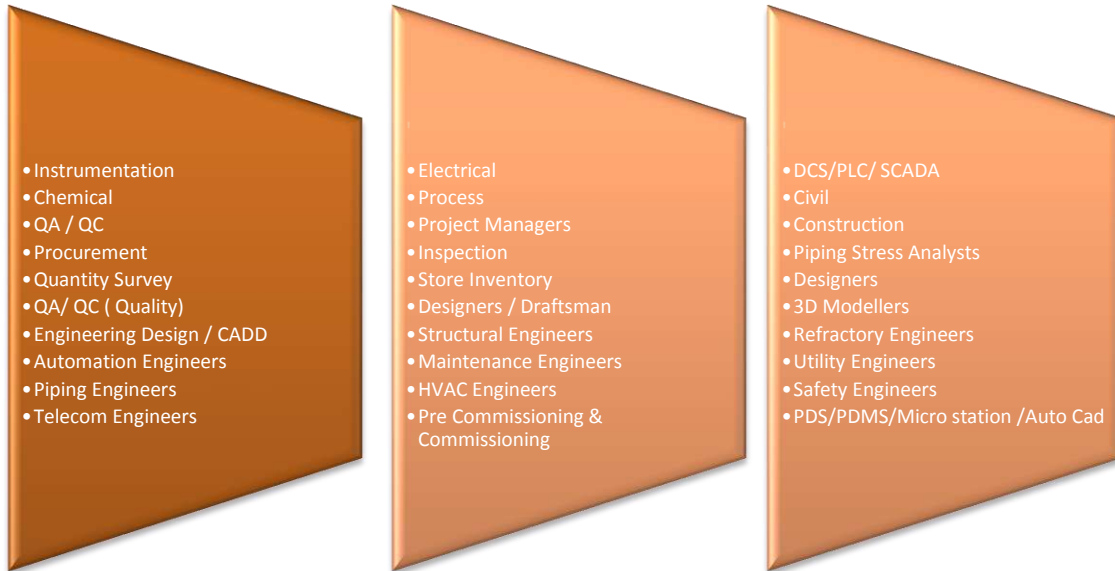 •Instrumentation
•Chemical
•QA / QC
•Procurement
•Quantity Survey
•QA/ QC ( Quality)
•Engineering Design / CADD
•Automation Engineers
•Piping Engineers
•Telecom Engineers
•Electrical
•Process
•Project Managers
•Inspection
•Store Inventory
•Designers / Draftsman
•Structural Engineers
•Maintenance Engineers
•HVAC Engineers
•Pre Commissioning &
Commissioning
•DCS/PLC/ SCADA
•Civil
•Construction
•Piping Stress Analysts
•Designers
•3D Modellers
•Refractory Engineers
•Utility Engineers
•Safety Engineers
•PDS/PDMS/Micro station /Auto Cad